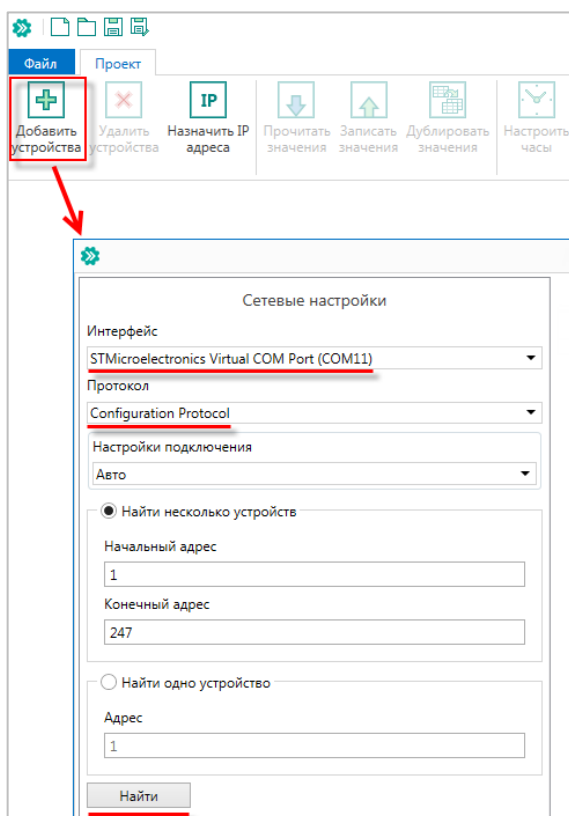 Файл Проект
Добавить устройства
Удалить устройства
IP
Назначить IP адреса
Прочитать значения
Записать значения
Дублировать значения
Настроить часы
Сетевые настройки
Интерфейс
STMicroelectronics Virtual COM Port (COM11)
Протокол
Configuration Protocol
Настройки подключения
Авто
Найти несколько устройств
Начальный адрес
1
Конечный адрес
247
Найти одно устройство
Адрес
1
Найти